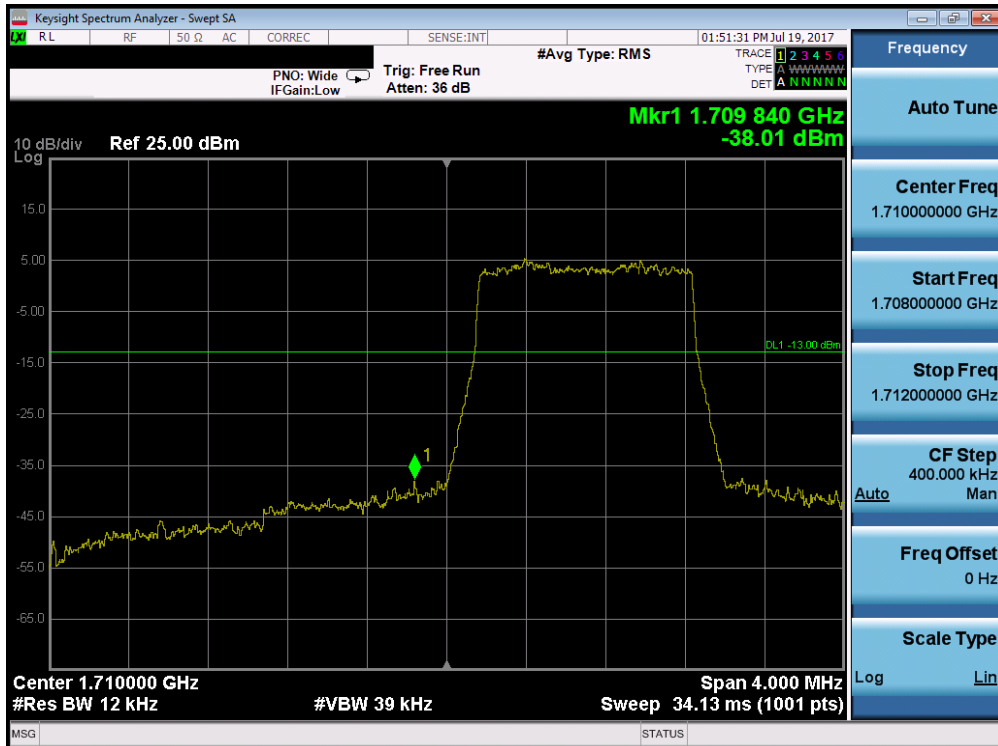 Keysight Spectrum Analyzer - Swept SA
LXI RL RF 50 Ω AC CORREC SENSE:INT 01:51:31 PM Jul 19, 2017
PNO: Wide Trig: Free Run #Avg Type: RMS TRACE 1 2 3 4 5 6
IFGain:Low Atten: 36 dB TYPE A WWWWW
DET A N N N N N
Mkr1 1.709 840 GHz
-38.01 dBm
10 dB/div Ref 25.00 dBm
Log
15.0
5.00
-5.00
DL1 -13.00 dBm
-15.0
-25.0
1
-35.0
-45.0
-55.0
-65.0
Center 1.710000 GHz Span 4.000 MHz
#Res BW 12 kHz #VBW 39 kHz Sweep 34.13 ms (1001 pts)
MSG STATUS
Frequency
Auto Tune
Center Freq
1.710000000 GHz
Start Freq
1.708000000 GHz
Stop Freq
1.712000000 GHz
CF Step
400.000 kHz
Auto Man
Freq Offset
0 Hz
Scale Type
Log Lin